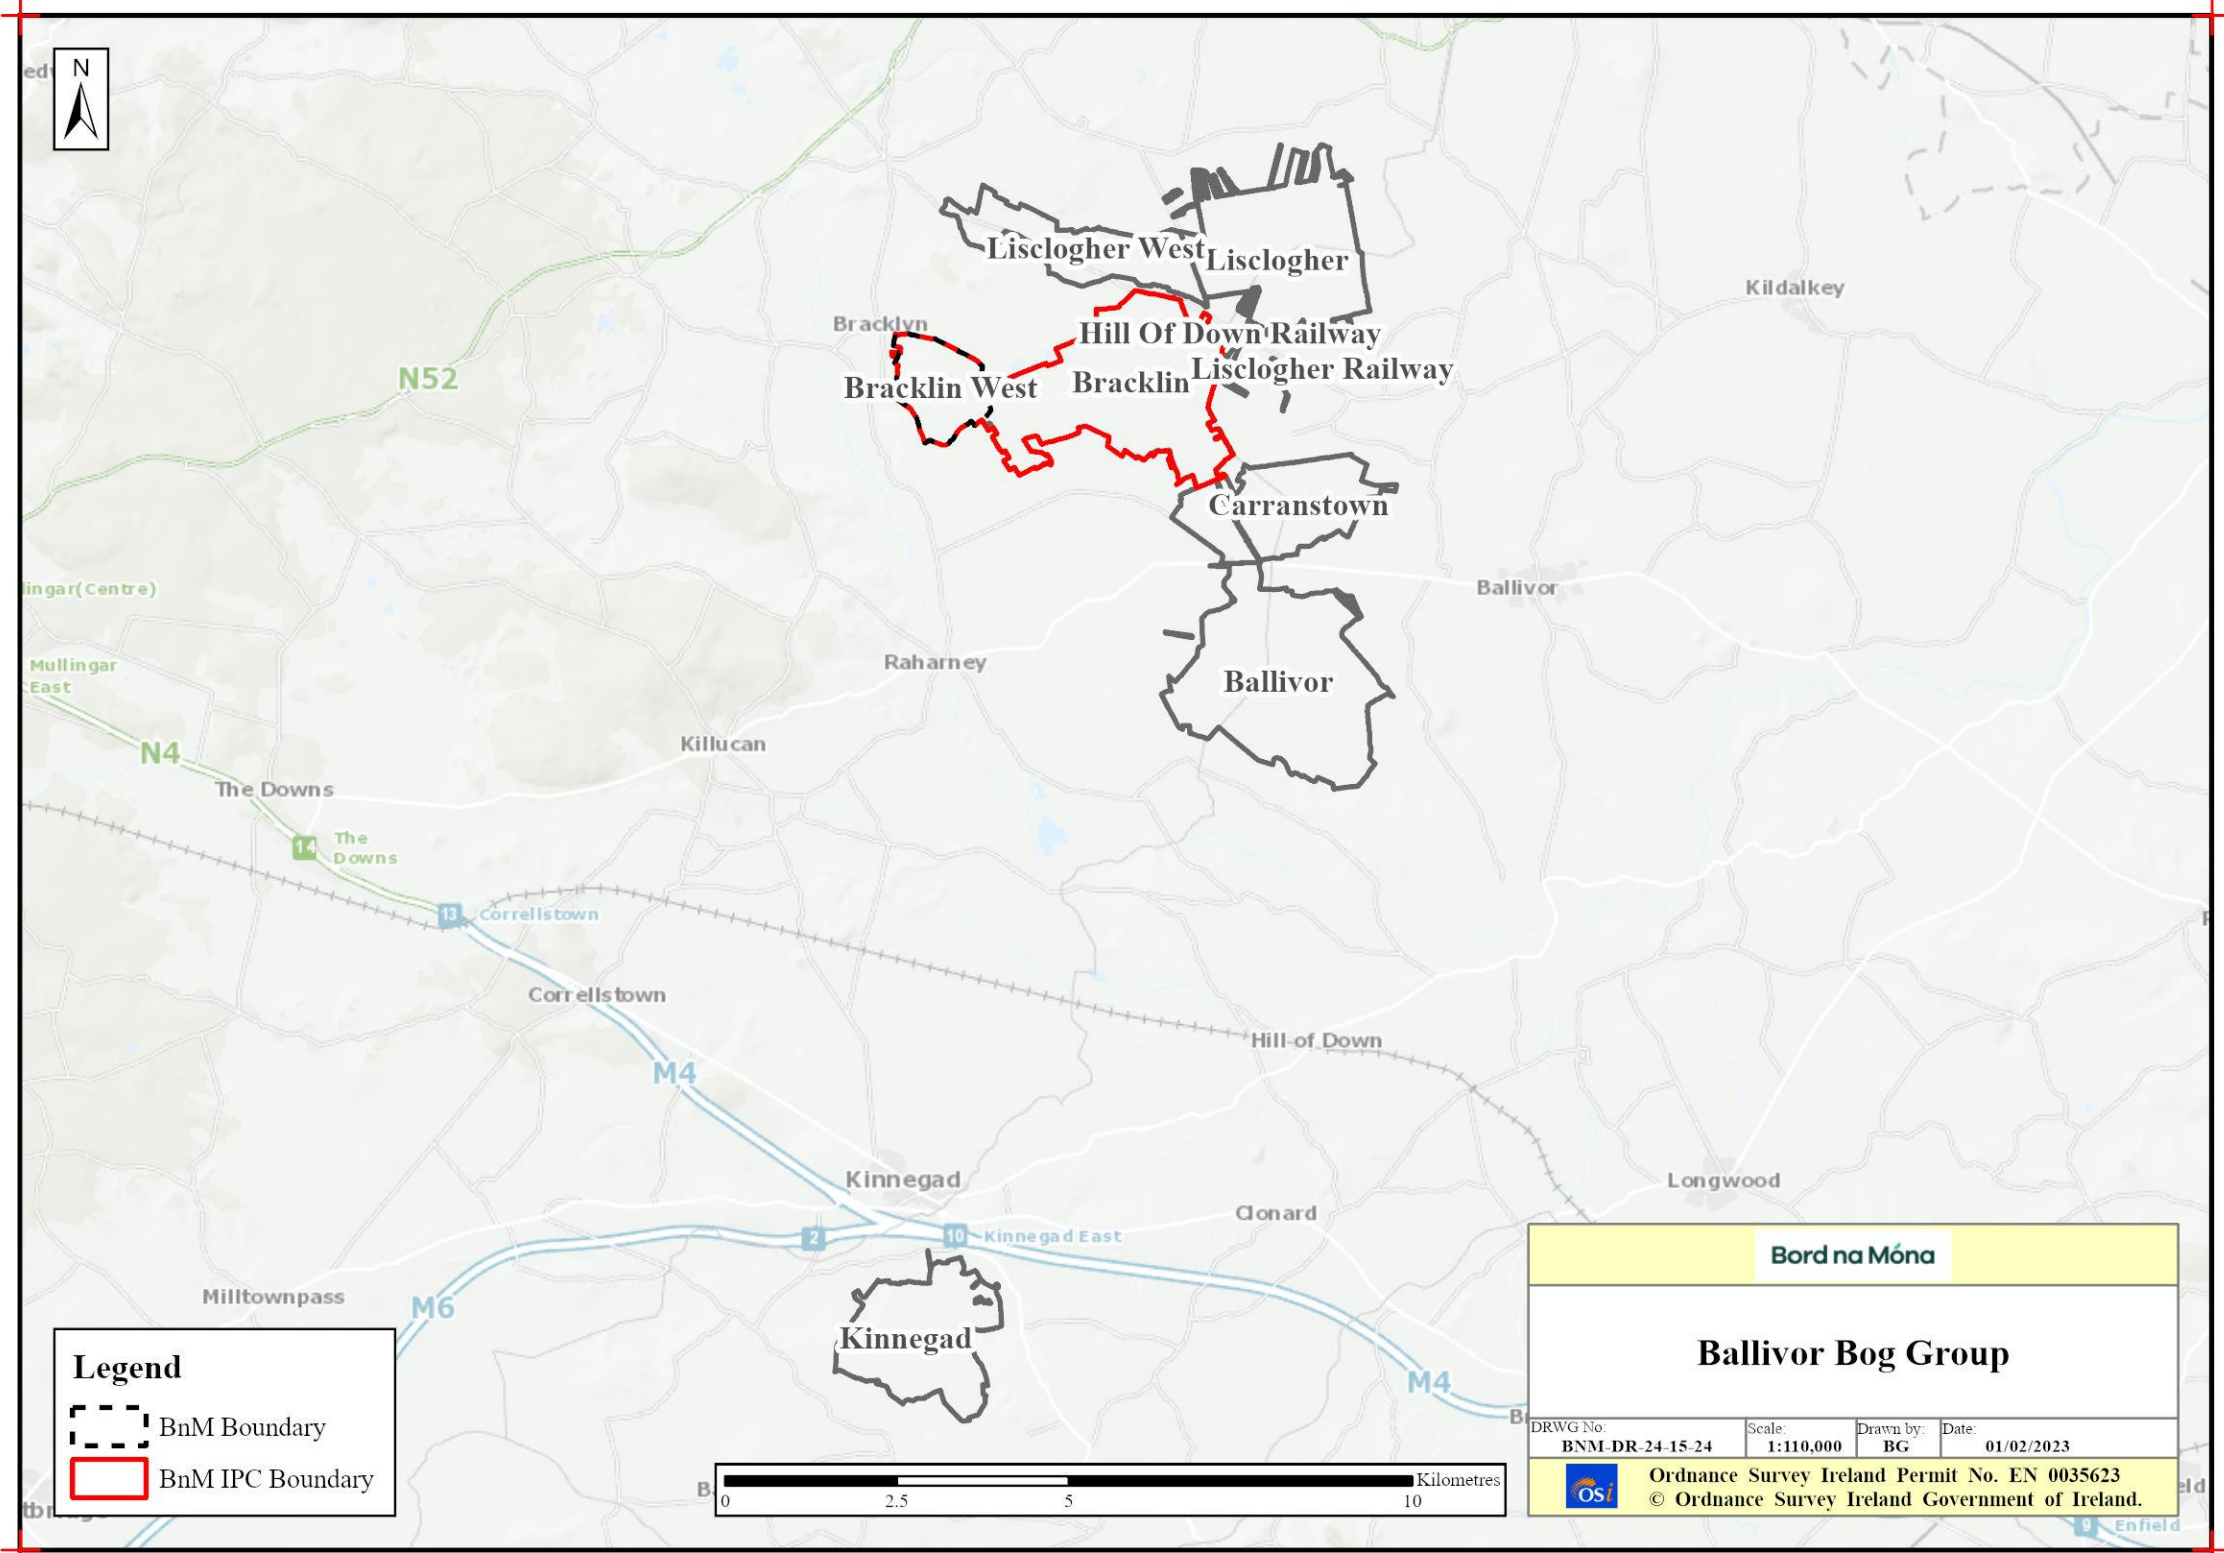 N
Lisclogher West
Lisclogher
Kildalkey
Bracklyn
Hill Of Down Railway
Lisclogher Railway
N52
Bracklin West
Bracklin
Carranstown
lingar(Centre)
Ballivor
Mullingar
East
Raharney
Ballivor
N4
Killucan
The Downs
14
The
Downs
13
Correllstown
Correllstown
Hill of Down
M4
Kinnegad
Longwood
Clonard
2
10
Kinnegad East
Milltownpass
M6
Kinnegad
M4
Legend
BnM Boundary
BnM IPC Boundary
Kilometres
0
2.5
5
10
Bord na Móna
Ballivor Bog Group
DRWG No:
BNM-DR-24-15-24
Scale:
1:110,000
Drawn by:
BG
Date:
01/02/2023
OSi
Ordnance Survey Ireland Permit No. EN 0035623
© Ordnance Survey Ireland Government of Ireland.
9
Enfield